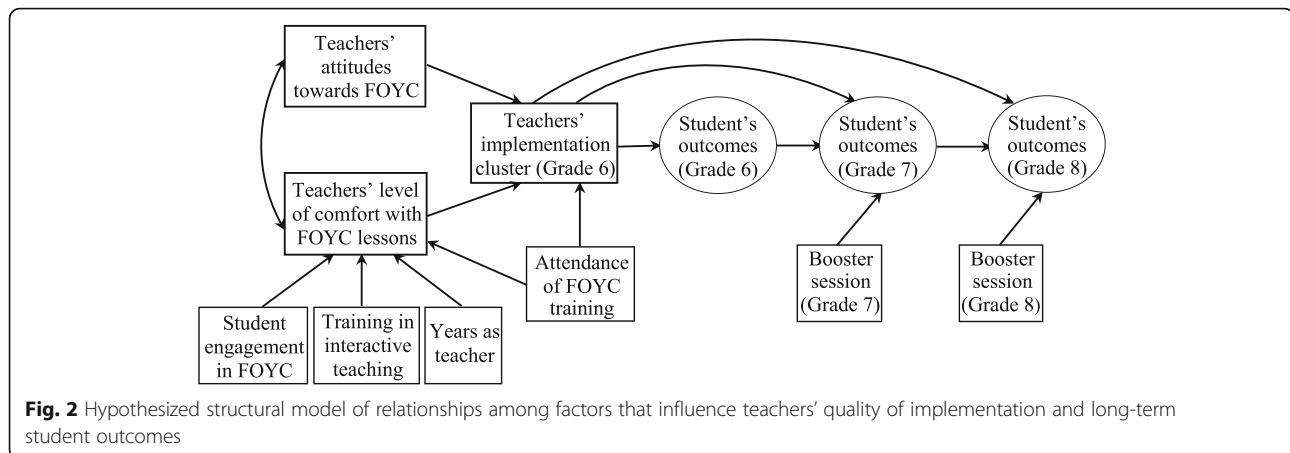 Teachers'
attitudes
towards FOYC
Teachers'
implementation
cluster (Grade 6)
Student's
outcomes
(Grade 6)
Student's
outcomes
(Grade 7)
Student's
outcomes
(Grade 8)
Teachers' level
of comfort with
FOYC lessons
Attendance
of FOYC
training
Booster
session
(Grade 7)
Booster
session
(Grade 8)
Student
engagement
in FOYC
Training in
interactive
teaching
Years as
teacher
Fig. 2 Hypothesized structural model of relationships among factors that influence teachers' quality of implementation and long-term
student outcomes